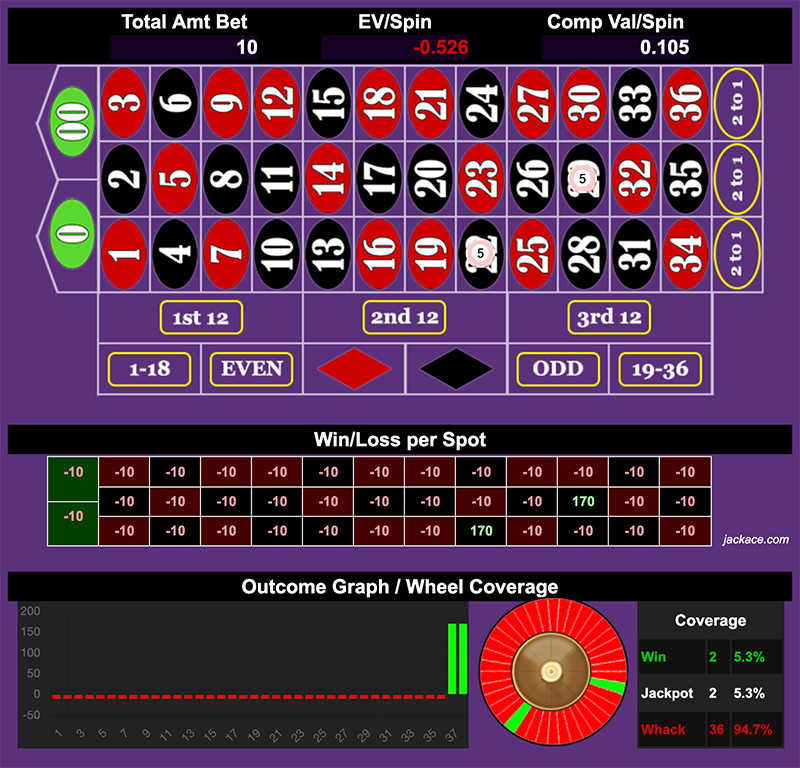 Total Amt Bet EV/Spin Comp Val/Spin
10 -0.526 0.105
00 3 6 9 12 15 18 21 24 27 30 33 36 2 to 1
2 5 8 11 14 17 20 23 26 5 32 35 2 to 1
0 1 4 7 10 13 16 19 5 25 28 31 34 2 to 1
1st 12 2nd 12 3rd 12
1-18 EVEN ODD 19-36
Win/Loss per Spot
-10 -10 -10 -10 -10 -10 -10 -10 -10 -10 -10 -10 -10
-10 -10 -10 -10 -10 -10 -10 -10 -10 170 -10 -10
-10 -10 -10 -10 -10 -10 -10 -10 170 -10 -10 -10 -10
jackace.com
Outcome Graph / Wheel Coverage
200
150
100
50
0
-50
1 3 5 7 9 11 13 15 17 19 21 23 25 27 29 31 33 35 37
Coverage
Win 2 5.3%
Jackpot 2 5.3%
Whack 36 94.7%